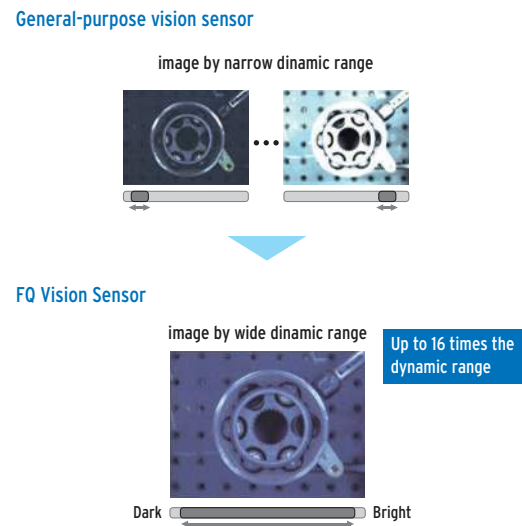 General-purpose vision sensor
image by narrow dinamic range
FQ Vision Sensor
image by wide dinamic range
Up to 16 times the
dynamic range
Dark
Bright